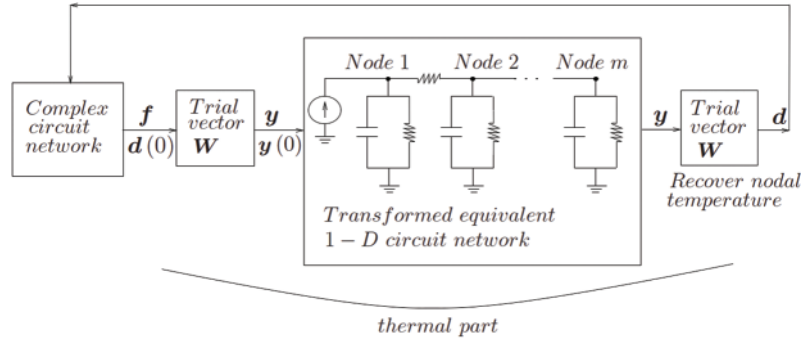 Node 1 Node 2 Node m
Complex
circuit
network
f
d (0)
Trial
vector
W
y
y (0)
Transformed equivalent
1 − D circuit network
y
Trial
vector
W
d
Recover nodal
temperature
thermal part